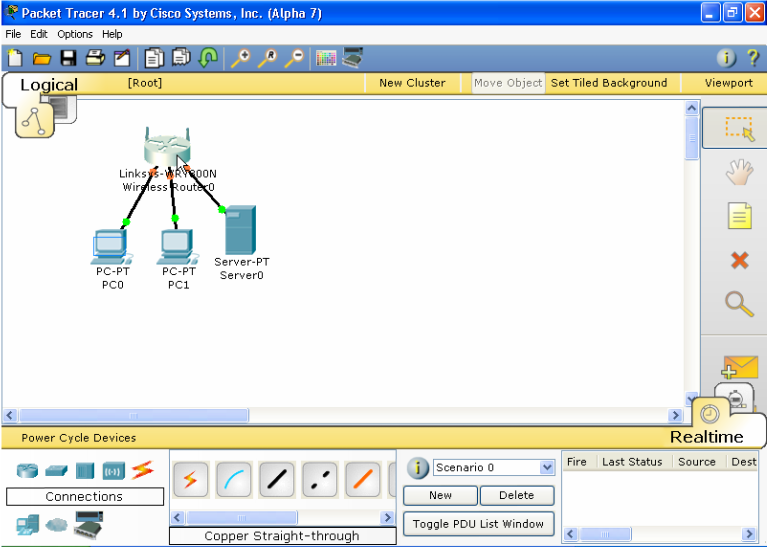 Packet Tracer 4.1 by Cisco Systems, Inc. (Alpha 7)
File Edit Options Help
Logical [Root] New Cluster Move Object Set Tiled Background Viewport
Wireless Router0
PC-PT
PC0
PC-PT
PC1
Server-PT
Server0
Power Cycle Devices Realtime
Connections
Copper Straight-through
Scenario 0
New Delete
Toggle PDU List Window
Fire Last Status Source Dest